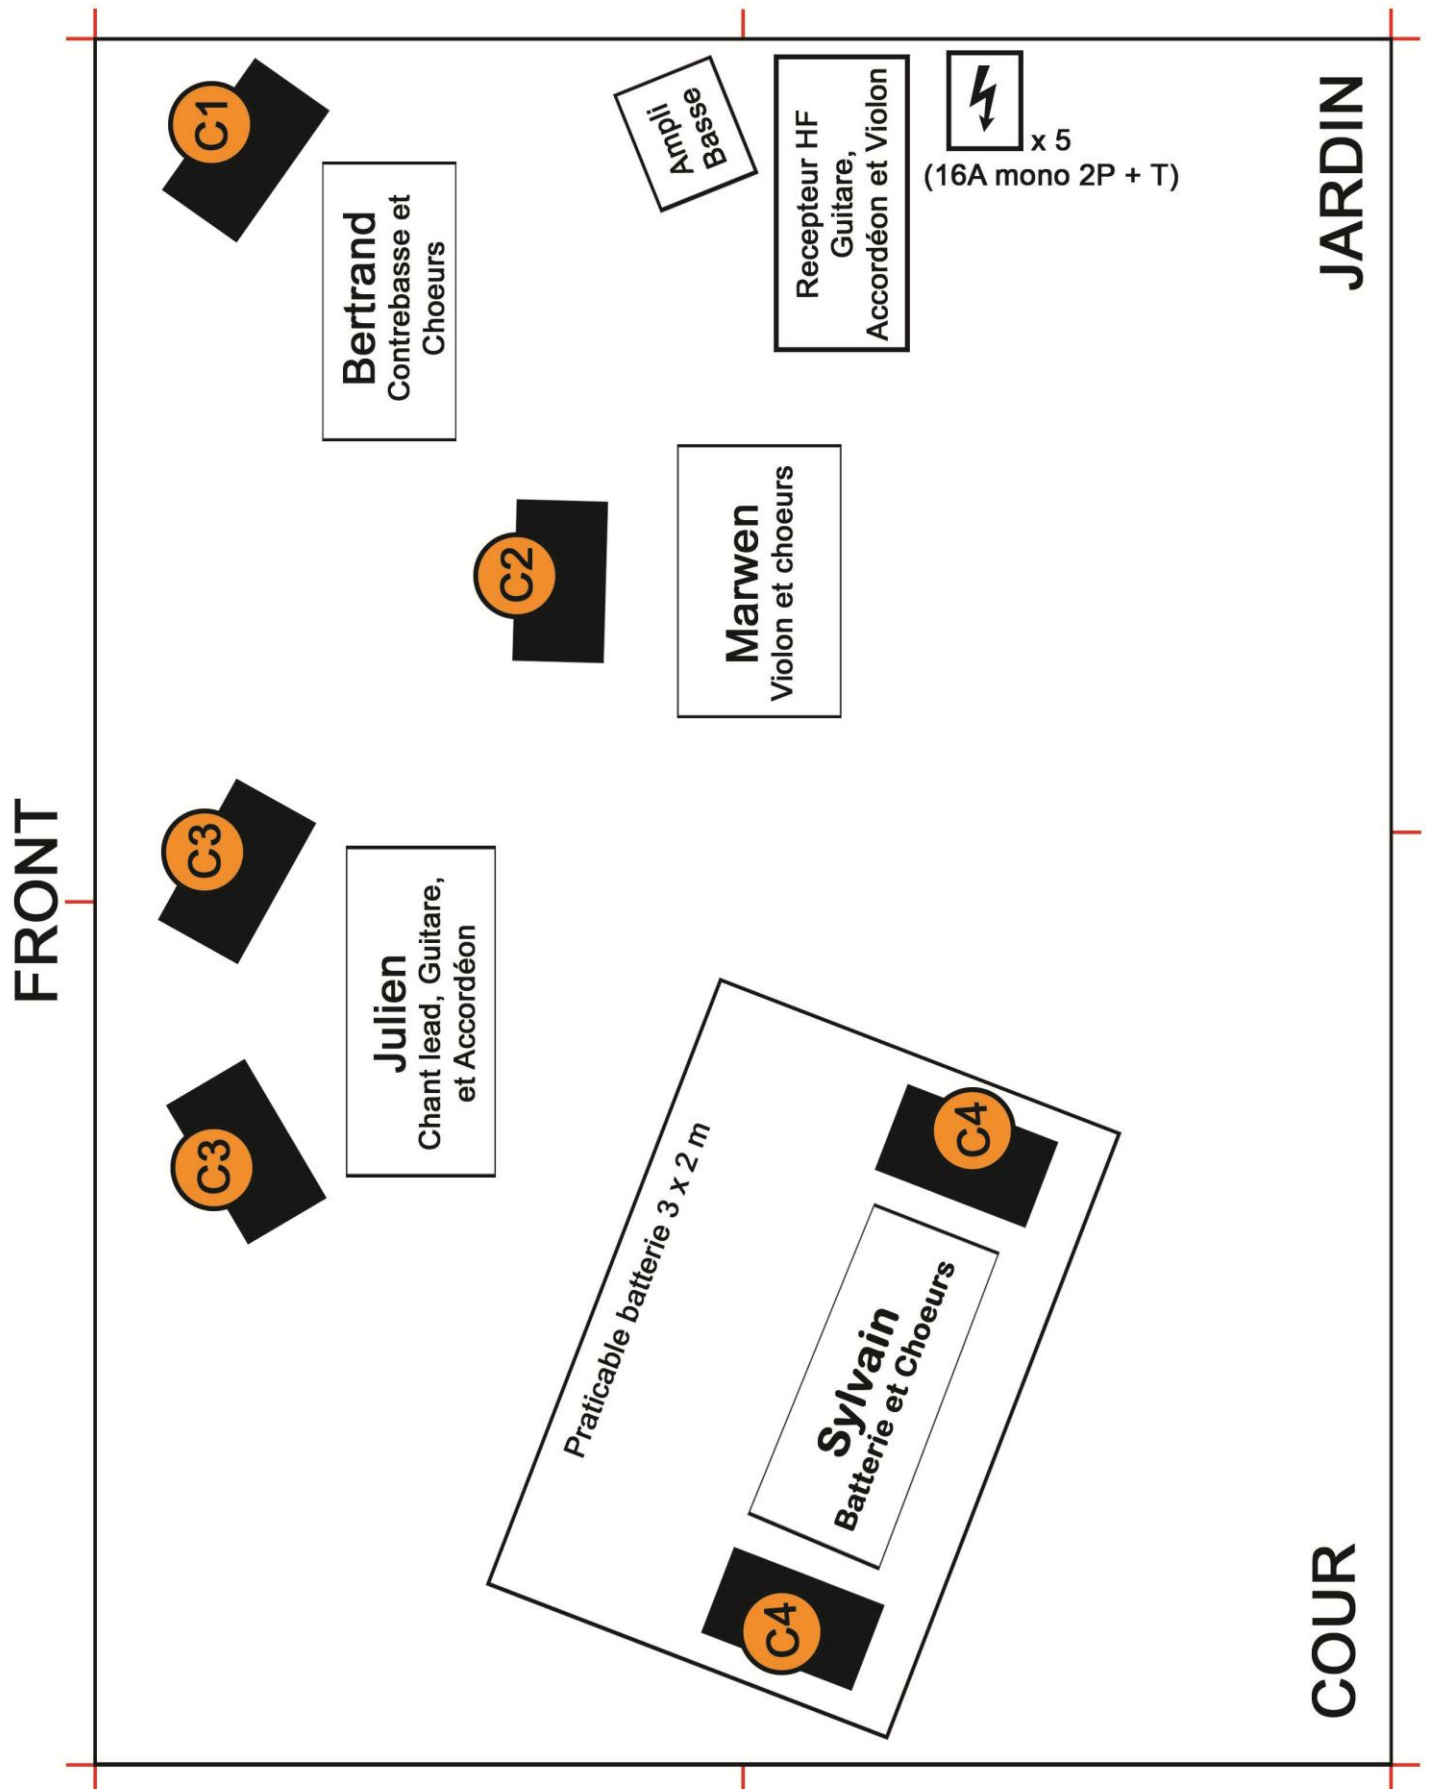 FRONT
C1
Bertrand
Contrebasse et
Choeurs
Ampli
Basse
Recepteur HF
Guitare,
Accordéon et Violon
x 5
(16A mono 2P + T)
JARDIN
C2
Marwen
Violon et choeurs
C3
C3
Julien
Chant lead, Guitare,
et Accordéon
Praticable batterie 3 x 2 m
C4
Sylvain
Batterie et Choeurs
C4
COUR